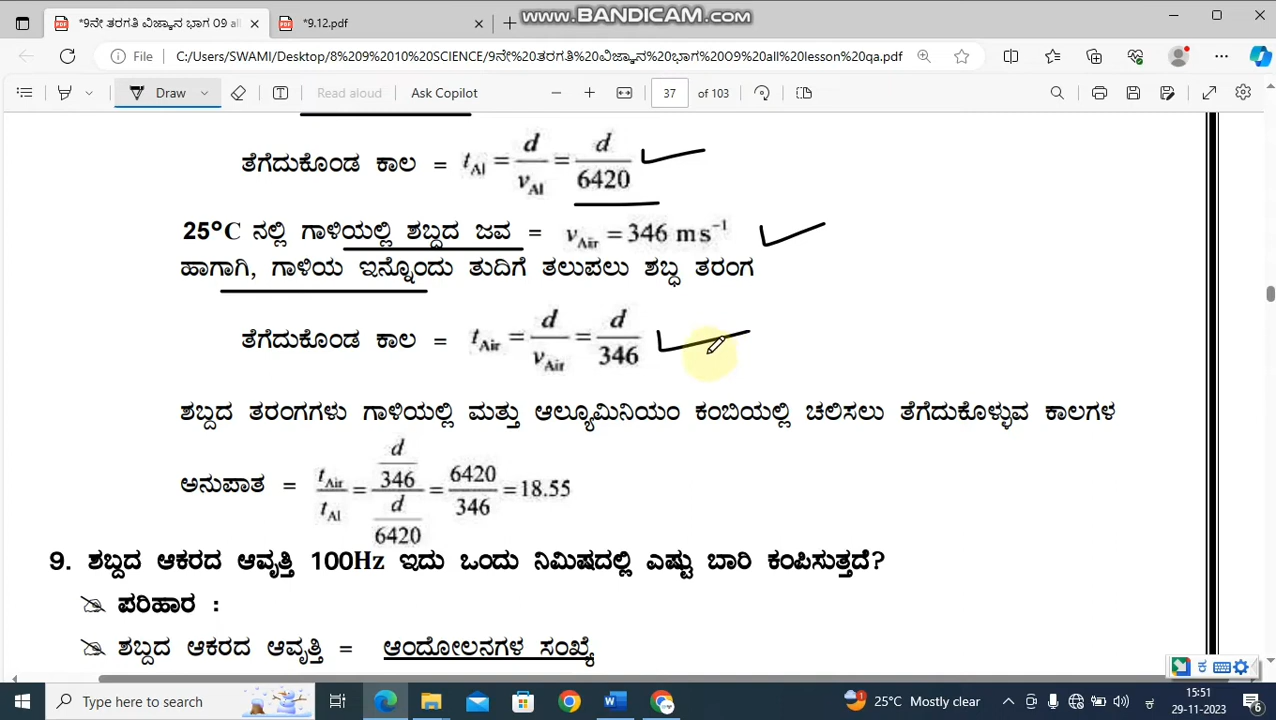 www.BANDICAM.com
*9ನೇ ತರಗತಿ ವಿಜ್ಞಾನ ಭಾಗ 09 all
*9.12.pdf
File C:/Users/SWAMI/Desktop/8%209%2010%20SCIENCE/9ನೇ%20ತರಗತಿ%20ವಿಜ್ಞಾನ%20ಭಾಗ%2009%20all%20lesson%20qa.pdf
Draw Read aloud Ask Copilot 37 of 103
ತೆಗೆದುಕೊಂಡ ಕಾಲ = t_Al = d/v_Al = d/6420
25°C ನಲ್ಲಿ ಗಾಳಿಯಲ್ಲಿ ಶಬ್ದದ ಜವ = v_Air = 346 m s⁻¹
ಹಾಗಾಗಿ, ಗಾಳಿಯ ಇನ್ನೊಂದು ತುದಿಗೆ ತಲುಪಲು ಶಬ್ಧ ತರಂಗ
ತೆಗೆದುಕೊಂಡ ಕಾಲ = t_Air = d/v_Air = d/346
ಶಬ್ದದ ತರಂಗಗಳು ಗಾಳಿಯಲ್ಲಿ ಮತ್ತು ಆಲ್ಯೂಮಿನಿಯಂ ಕಂಬಿಯಲ್ಲಿ ಚಲಿಸಲು ತೆಗೆದುಕೊಳ್ಳುವ ಕಾಲಗಳ
ಅನುಪಾತ = t_Air/t_Al = (d/346)/(d/6420) = 6420/346 = 18.55
9. ಶಬ್ದದ ಆಕರದ ಆವೃತ್ತಿ 100Hz ಇದು ಒಂದು ನಿಮಿಷದಲ್ಲಿ ಎಷ್ಟು ಬಾರಿ ಕಂಪಿಸುತ್ತದೆ?
ಪರಿಹಾರ :
ಶಬ್ದದ ಆಕರದ ಆವೃತ್ತಿ = ಆಂದೋಲನಗಳ ಸಂಖ್ಯೆ
ಕ
Type here to search
25°C Mostly clear
15:51
29-11-2023
6